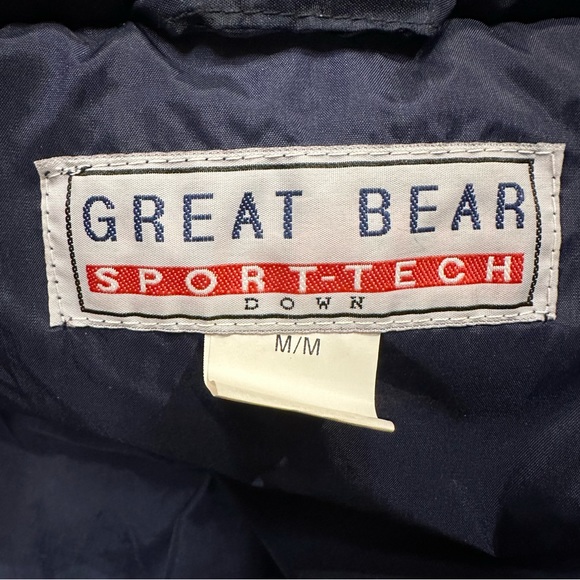 GREAT BEAR
SPORT-TECH
DOWN
M/M